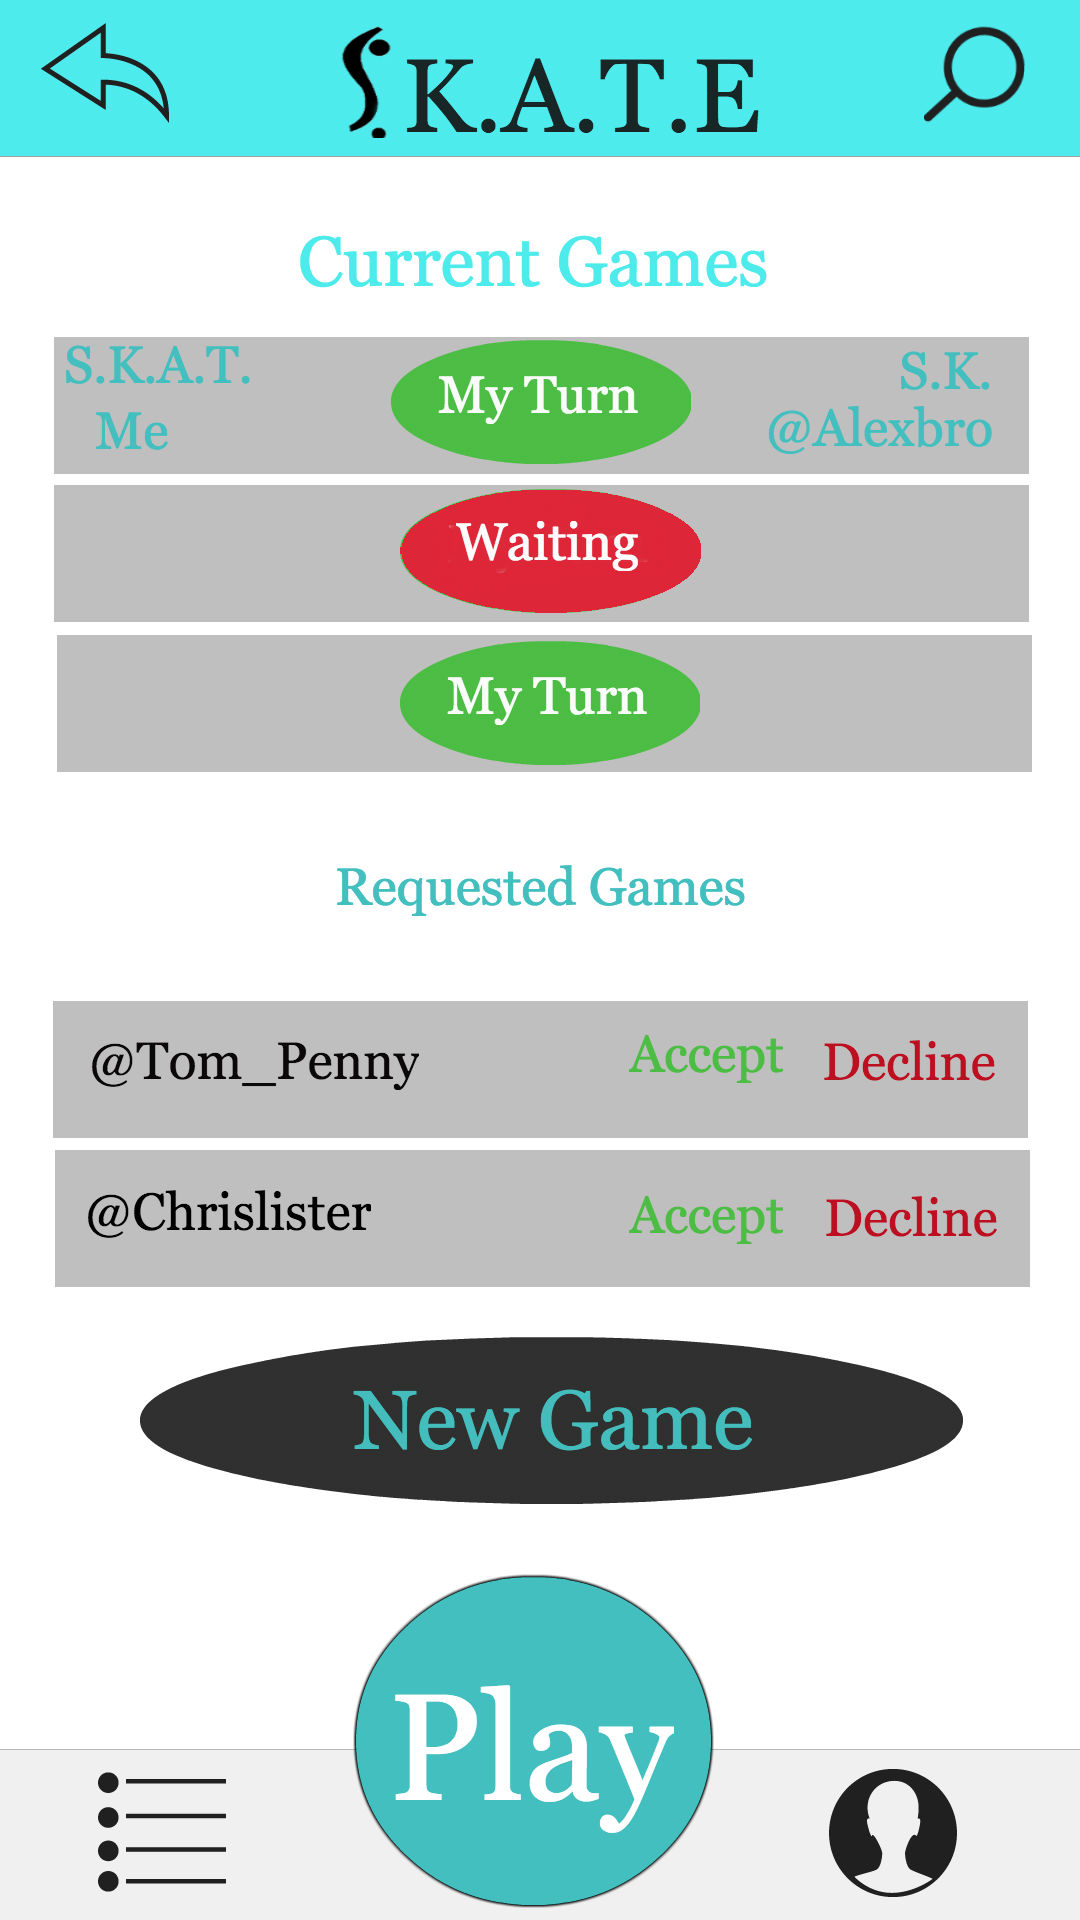 S.K.A.T.E
Current Games
S.K.A.T. My Turn S.K.
Me @Alexbro
Waiting
My Turn
Requested Games
@Tom_Penny Accept Decline
@Chrislister Accept Decline
New Game
Play